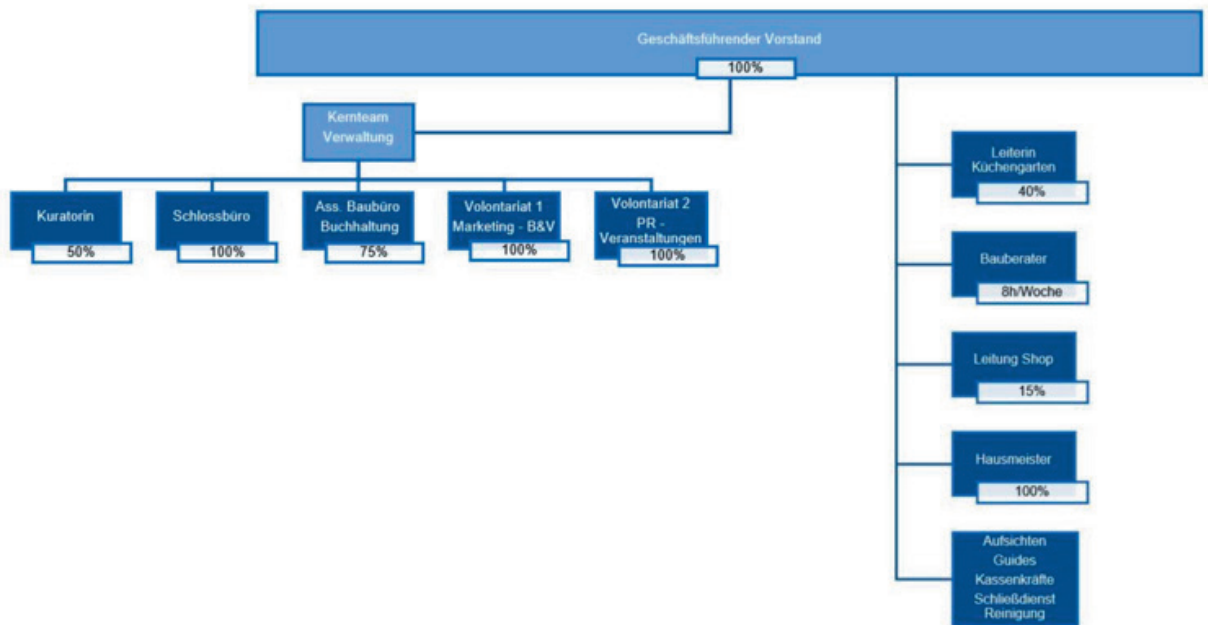 Geschäftsführender Vorstand
100%
Kernteam
Verwaltung
Kuratorin
50%
Schlossbüro
100%
Ass. Baubüro
Buchhaltung
75%
Volontariat 1
Marketing - B&V
100%
Volontariat 2
PR -
Veranstaltungen
100%
Leiterin
Küchengarten
40%
Bauberater
8h/Woche
Leitung Shop
15%
Hausmeister
100%
Aufsichten
Guides
Kassenkräfte
Schließdienst
Reinigung